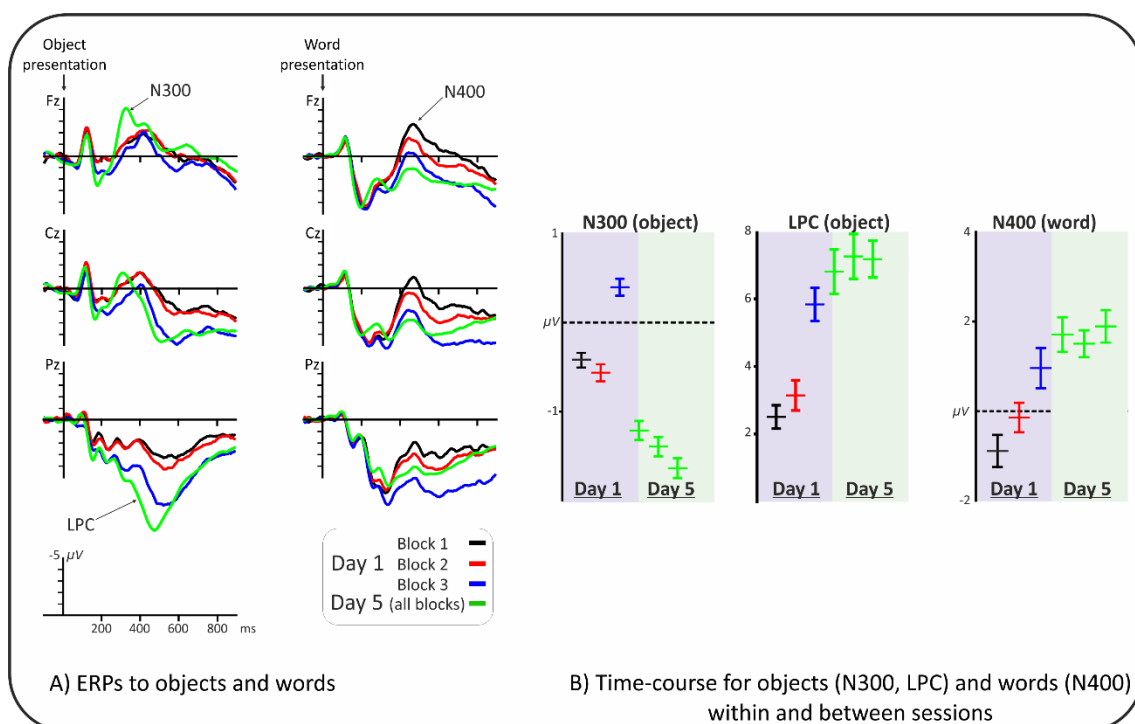 Object
presentation
Word
presentation
N300
N400
Fz
Fz
Cz
Cz
Pz
Pz
LPC
-5 µV
200 400 600 800 ms
Day 1
Block 1
Block 2
Block 3
Day 5 (all blocks)
N300 (object)
1
µV
-1
Day 1 Day 5
LPC (object)
8
6
4
2
Day 1 Day 5
N400 (word)
4
2
µV
-2
Day 1 Day 5
A) ERPs to objects and words
B) Time-course for objects (N300, LPC) and words (N400)
within and between sessions